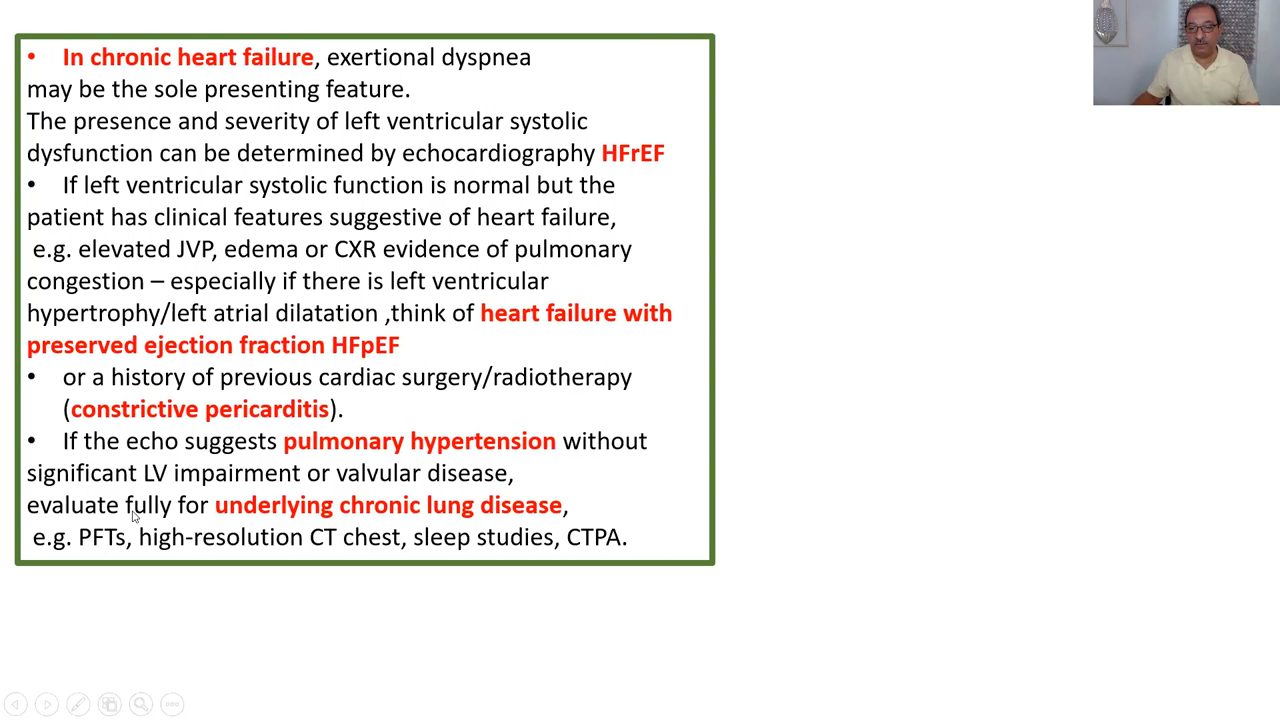 • In chronic heart failure, exertional dyspnea
may be the sole presenting feature.
The presence and severity of left ventricular systolic
dysfunction can be determined by echocardiography HFrEF
• If left ventricular systolic function is normal but the
patient has clinical features suggestive of heart failure,
e.g. elevated JVP, edema or CXR evidence of pulmonary
congestion – especially if there is left ventricular
hypertrophy/left atrial dilatation ,think of heart failure with
preserved ejection fraction HFpEF
• or a history of previous cardiac surgery/radiotherapy
(constrictive pericarditis).
• If the echo suggests pulmonary hypertension without
significant LV impairment or valvular disease,
evaluate fully for underlying chronic lung disease,
e.g. PFTs, high-resolution CT chest, sleep studies, CTPA.